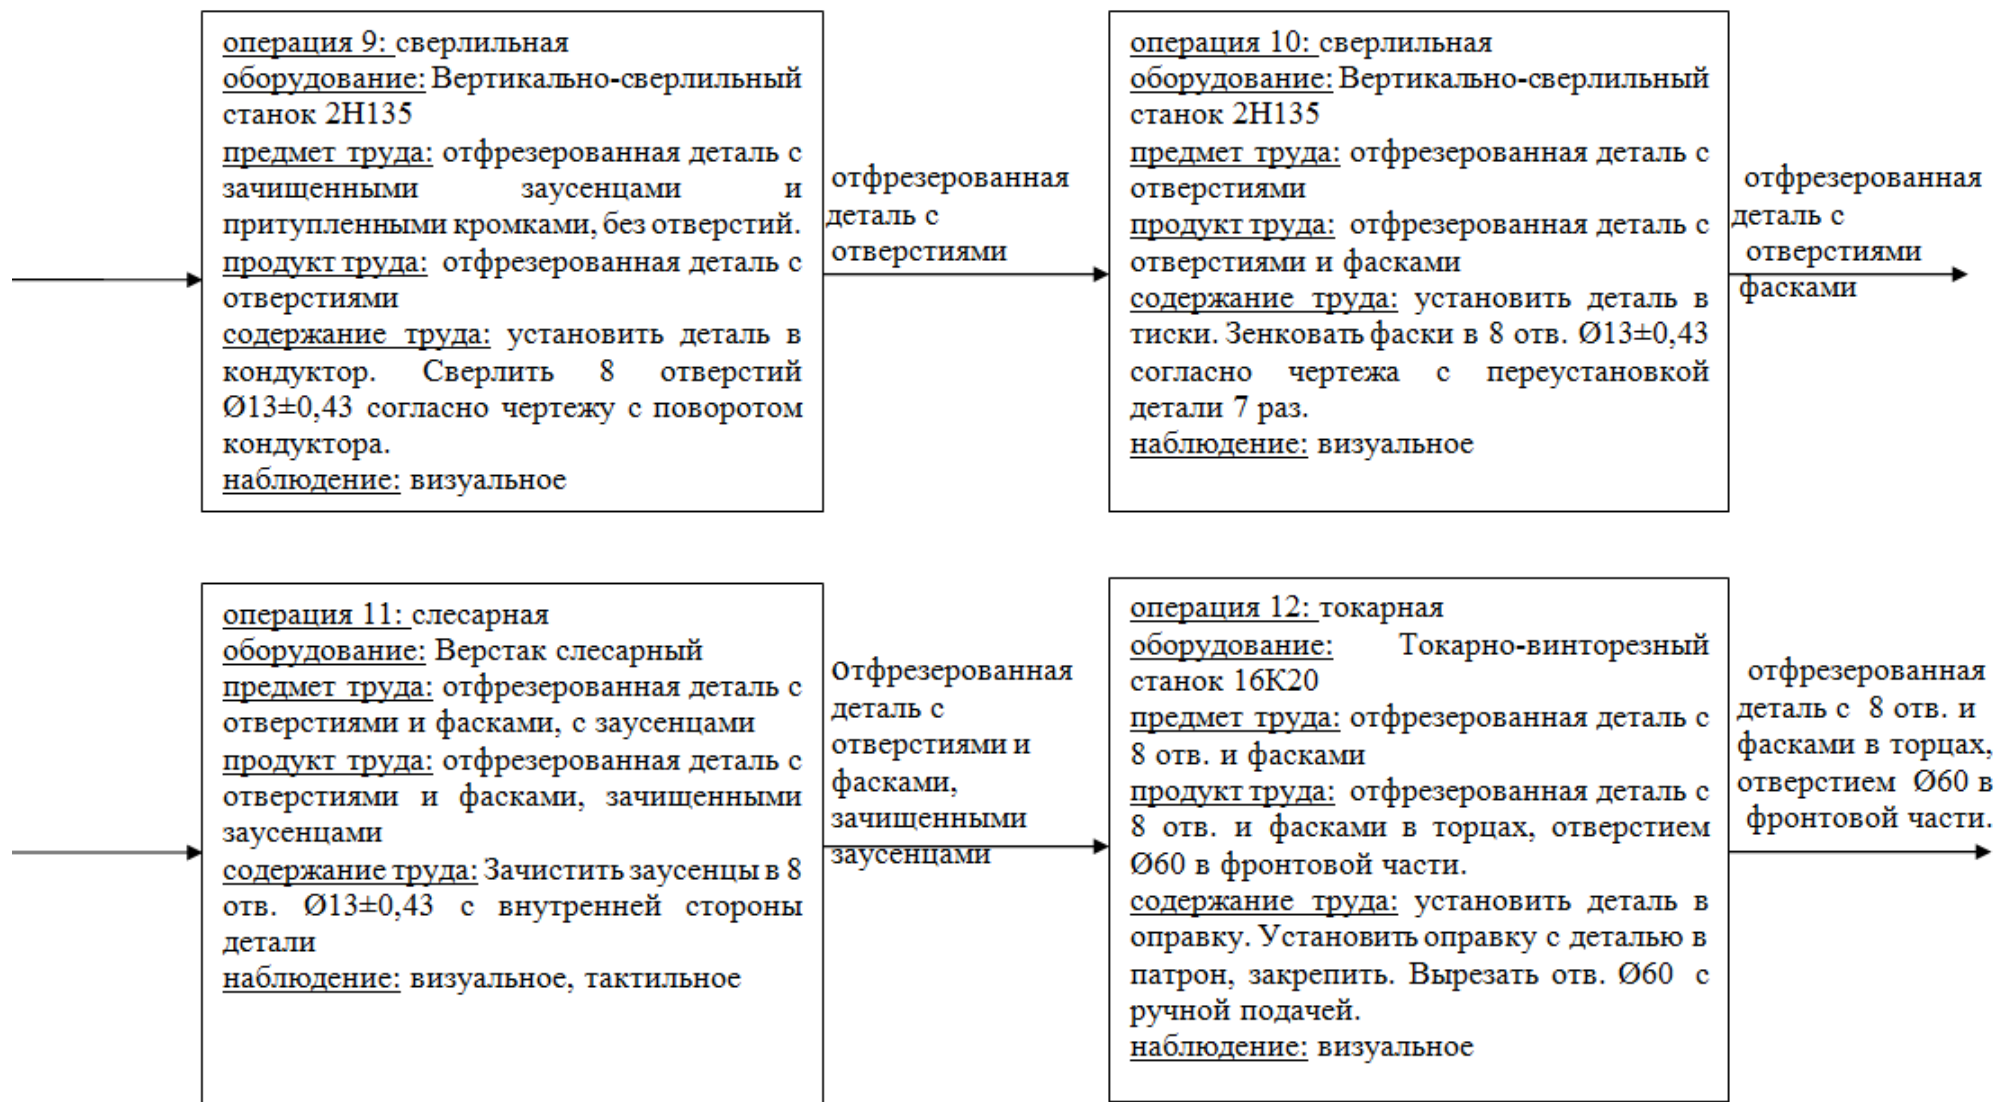 операция 9: сверлильная
оборудование: Вертикально-сверлильный
станок 2Н135
предмет труда: отфрезерованная деталь с
зачищенными заусенцами и
притупленными кромками, без отверстий.
продукт труда: отфрезерованная деталь с
отверстиями
содержание труда: установить деталь в
кондуктор. Сверлить 8 отверстий
Ø13±0,43 согласно чертежу с поворотом
кондуктора.
наблюдение: визуальное
отфрезерованная
деталь с
отверстиями
операция 10: сверлильная
оборудование: Вертикально-сверлильный
станок 2Н135
предмет труда: отфрезерованная деталь с
отверстиями
продукт труда: отфрезерованная деталь с
отверстиями и фасками
содержание труда: установить деталь в
тиски. Зенковать фаски в 8 отв. Ø13±0,43
согласно чертежа с переустановкой
детали 7 раз.
наблюдение: визуальное
отфрезерованная
деталь с
отверстиями
фасками
операция 11: слесарная
оборудование: Верстак слесарный
предмет труда: отфрезерованная деталь с
отверстиями и фасками, с заусенцами
продукт труда: отфрезерованная деталь с
отверстиями и фасками, зачищенными
заусенцами
содержание труда: Зачистить заусенцы в 8
отв. Ø13±0,43 с внутренней стороны
детали
наблюдение: визуальное, тактильное
Отфрезерованная
деталь с
отверстиями и
фасками,
зачищенными
заусенцами
операция 12: токарная
оборудование: Токарно-винторезный
станок 16К20
предмет труда: отфрезерованная деталь с
8 отв. и фасками
продукт труда: отфрезерованная деталь с
8 отв. и фасками в торцах, отверстием
Ø60 в фронтовой части.
содержание труда: установить деталь в
оправку. Установить оправку с деталью в
патрон, закрепить. Вырезать отв. Ø60 с
ручной подачей.
наблюдение: визуальное
отфрезерованная
деталь с 8 отв. и
фасками в торцах,
отверстием Ø60 в
фронтовой части.